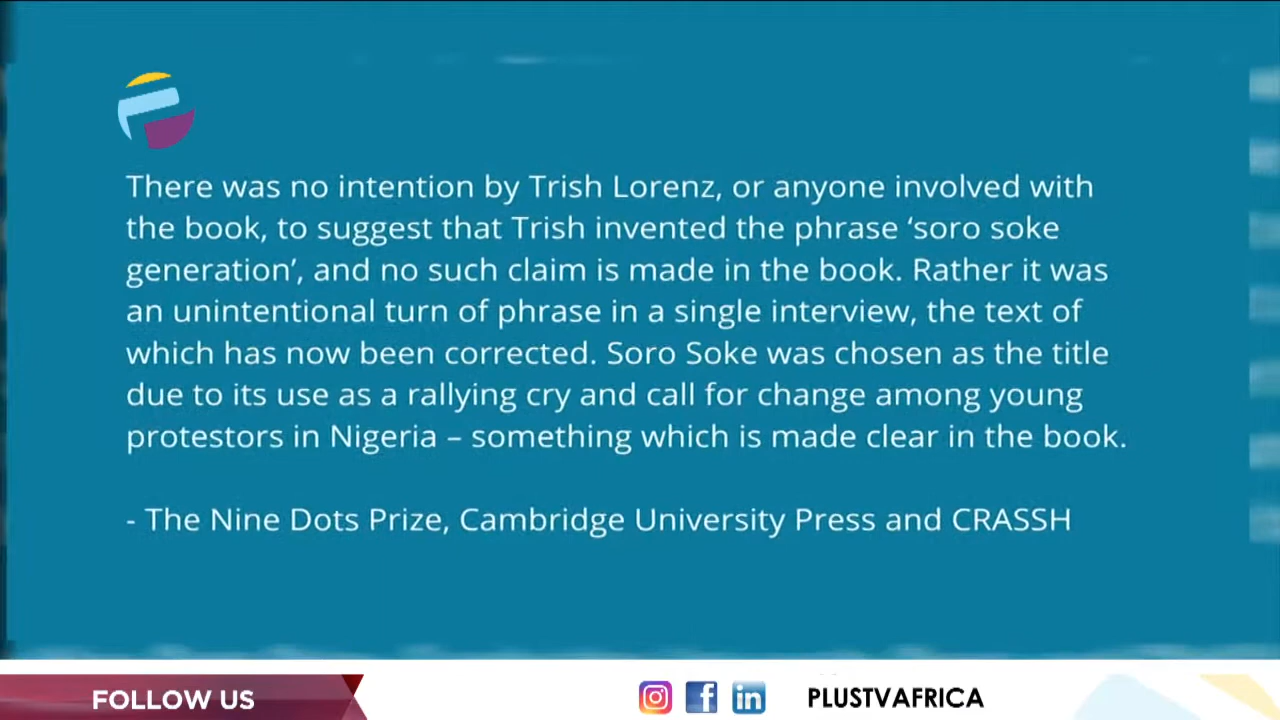 There was no intention by Trish Lorenz, or anyone involved with
the book, to suggest that Trish invented the phrase ‘soro soke
generation’, and no such claim is made in the book. Rather it was
an unintentional turn of phrase in a single interview, the text of
which has now been corrected. Soro Soke was chosen as the title
due to its use as a rallying cry and call for change among young
protestors in Nigeria – something which is made clear in the book.
- The Nine Dots Prize, Cambridge University Press and CRASSH
FOLLOW US
PLUSTVAFRICA